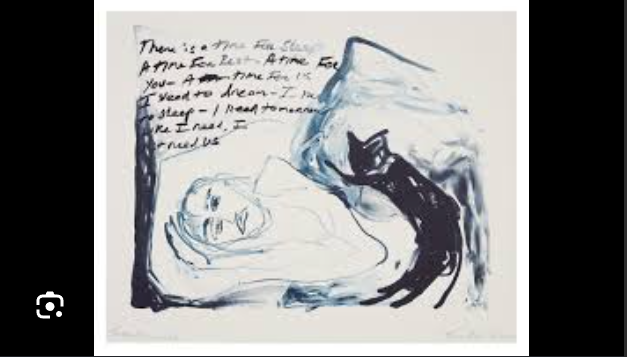 There is a time For Sleep
A time For Rest. A time For
You - A time For US
I Need to dream - I
sleep - I Need tomorrow
I need, I
need US